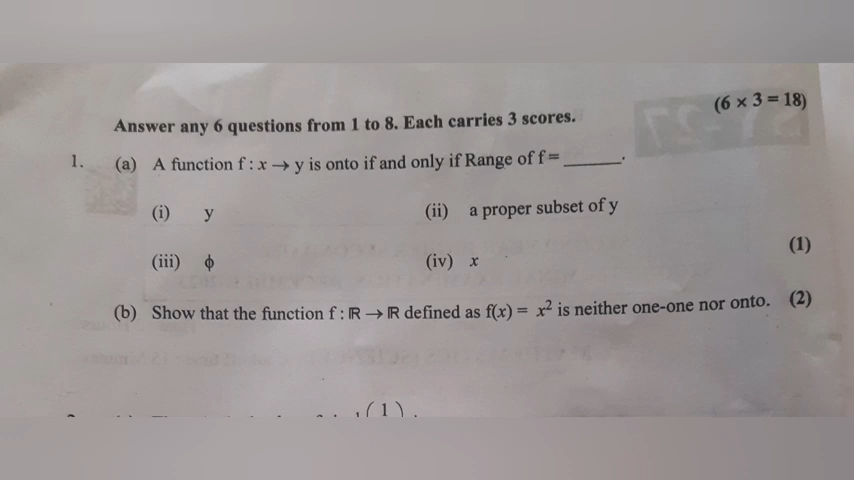 (6 × 3 = 18)
Answer any 6 questions from 1 to 8. Each carries 3 scores.
1. (a) A function f : x → y is onto if and only if Range of f = ______.
(i) y (ii) a proper subset of y
(iii) ϕ (iv) x (1)
(b) Show that the function f : ℝ → ℝ defined as f(x) = x² is neither one-one nor onto. (2)